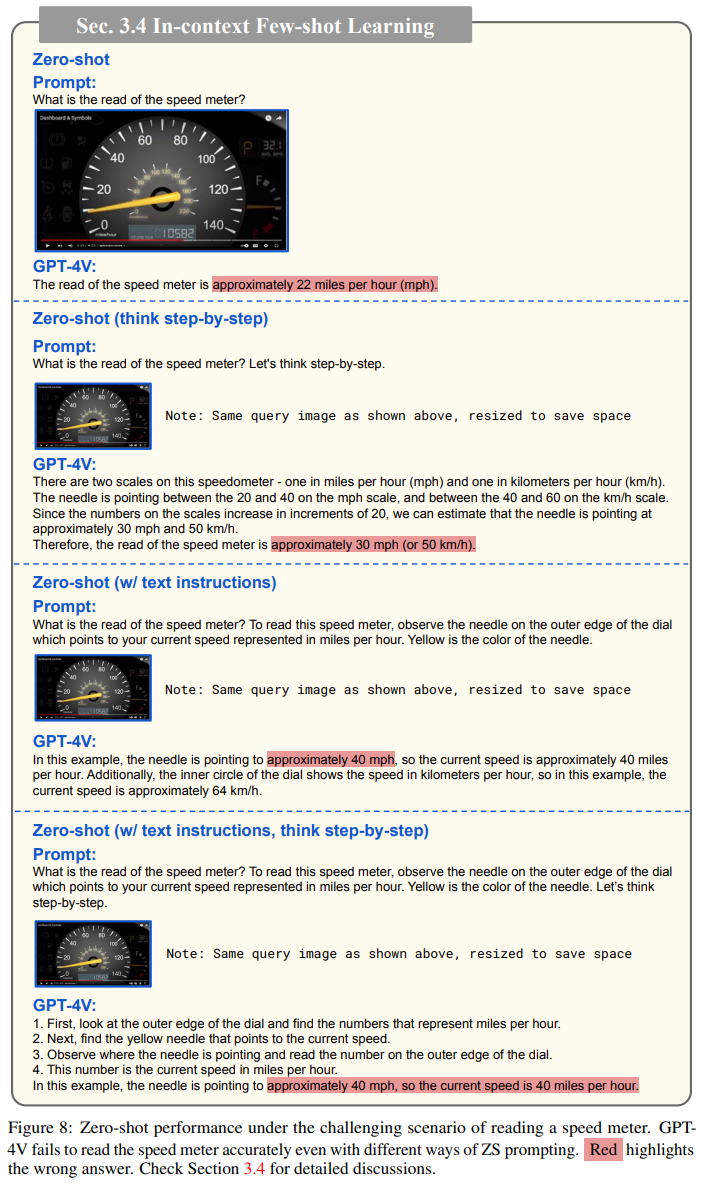 Sec. 3.4 In-context Few-shot Learning
Zero-shot
Prompt:
What is the read of the speed meter?
Dashboard & Symbols
60 80
40 100
20 120
0 140
miles/hour
010582
P 32.1
GPT-4V:
The read of the speed meter is approximately 22 miles per hour (mph).
Zero-shot (think step-by-step)
Prompt:
What is the read of the speed meter? Let's think step-by-step.
Note: Same query image as shown above, resized to save space
GPT-4V:
There are two scales on this speedometer - one in miles per hour (mph) and one in kilometers per hour (km/h).
The needle is pointing between the 20 and 40 on the mph scale, and between the 40 and 60 on the km/h scale.
Since the numbers on the scales increase in increments of 20, we can estimate that the needle is pointing at
approximately 30 mph and 50 km/h.
Therefore, the read of the speed meter is approximately 30 mph (or 50 km/h).
Zero-shot (w/ text instructions)
Prompt:
What is the read of the speed meter? To read this speed meter, observe the needle on the outer edge of the dial
which points to your current speed represented in miles per hour. Yellow is the color of the needle.
Note: Same query image as shown above, resized to save space
GPT-4V:
In this example, the needle is pointing to approximately 40 mph, so the current speed is approximately 40 miles
per hour. Additionally, the inner circle of the dial shows the speed in kilometers per hour, so in this example, the
current speed is approximately 64 km/h.
Zero-shot (w/ text instructions, think step-by-step)
Prompt:
What is the read of the speed meter? To read this speed meter, observe the needle on the outer edge of the dial
which points to your current speed represented in miles per hour. Yellow is the color of the needle. Let's think
step-by-step.
Note: Same query image as shown above, resized to save space
GPT-4V:
1. First, look at the outer edge of the dial and find the numbers that represent miles per hour.
2. Next, find the yellow needle that points to the current speed.
3. Observe where the needle is pointing and read the number on the outer edge of the dial.
4. This number is the current speed in miles per hour.
In this example, the needle is pointing to approximately 40 mph, so the current speed is 40 miles per hour.
Figure 8: Zero-shot performance under the challenging scenario of reading a speed meter. GPT-
4V fails to read the speed meter accurately even with different ways of ZS prompting. Red highlights
the wrong answer. Check Section 3.4 for detailed discussions.